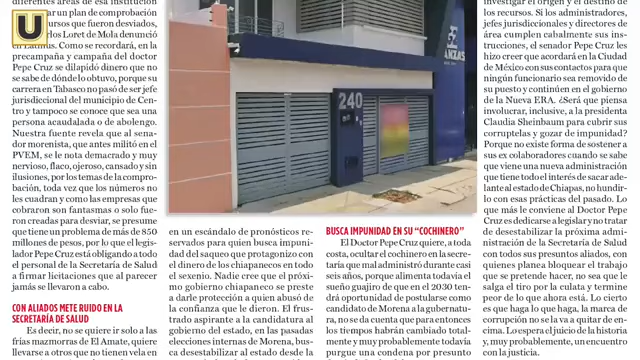 diferentes áreas de esa institución
ar un plan de comprobación
ursos que fueron desviados,
los Loret de Mola denunció
en Latinus. Como se recordará, en la
precampaña y campaña del doctor
Pepe Cruz se dilapidó dinero que no
se sabe de dónde lo obtuvo, porque su
carrera en Tabasco no pasó de ser jefe
jurisdiccional del municipio de Cen-
tro y tampoco se conoce que sea una
persona acaudalada o de abolengo.
Nuestra fuente revela que al sena-
dor morenista, que antes militó en el
PVEM, se le nota demacrado y muy
nervioso, flaco, ojeroso, cansado y sin
ilusiones, por los temas de la compro-
bación, toda vez que los números no
les cuadran y como las empresas que
cobraron son fantasmas o solo fue-
ron creadas para desviar, se presume
que tiene un problema de más de 850
millones de pesos, por lo que el legis-
lador Pepe Cruz está obligando a todo
el personal de la Secretaría de Salud
a firmar licitaciones que al parecer
jamás se llevaron a cabo.
CON ALIADOS METE RUIDO EN LA
SECRETARÍA DE SALUD
Es decir, no se quiere ir solo a las
frías mazmorras de El Amate, quiere
llevarse a otros que no tienen vela en
U
ANZAS
240
en un escándalo de pronósticos re-
servados para quien busca impuni-
dad del saqueo que protagonizó con
el dinero de los chiapanecos en todo
el sexenio. Nadie cree que el próxi-
mo gobierno chiapaneco se preste
a darle protección a quien abusó de
la confianza que le dieron. El frus-
trado aspirante a la candidatura al
gobierno del estado, en las pasadas
elecciones internas de Morena, bus-
ca desestabilizar al estado desde la
BUSCA IMPUNIDAD EN SU “COCHINERO”
El Doctor Pepe Cruz quiere, a toda
costa, ocultar el cochinero en la secre-
taría que mal administró durante casi
seis años, porque alimenta todavía el
sueño guajiro de que en el 2030 ten-
drá oportunidad de postularse como
candidato de Morena a la gubernatu-
ra, no se da cuenta que para entonces
los tiempos habrán cambiado total-
mente y muy probablemente todavía
purgue una condena por presunto
investigar el origen y el destino de
los recursos. Si los administradores,
jefes jurisdiccionales y directores de
área cumplen cabalmente sus ins-
trucciones, el senador Pepe Cruz les
hizo creer que acordará en la Ciudad
de México con sus contactos para que
ningún funcionario sea removido de
su puesto y continúen en el gobierno
de la Nueva ERA. ¿Será que piensa
involucrar, inclusive, a la presidenta
Claudia Sheinbaum para cubrir sus
corruptelas y gozar de impunidad?
Porque no existe forma de sostener a
sus ex colaboradores cuando se sabe
que viene una nueva administración
que tiene todo el interés de sacar ade-
lante al estado de Chiapas, no hundir-
lo con esas prácticas del pasado. Lo
que más le conviene al Doctor Pepe
Cruz es dedicarse a legislar y no tratar
de desestabilizar la próxima admi-
nistración de la Secretaría de Salud
con todos sus presuntos aliados, con
quienes planea bloquear el trabajo
que se pretende hacer, no sea que le
salga el tiro por la culata y termine
peor de lo que ahora está. Lo cierto
es que haga lo que haga, la marca de
corrupción no se la va a quitar de en-
cima. Lo espera el juicio de la historia
y, muy probablemente, un encuentro
con la justicia.